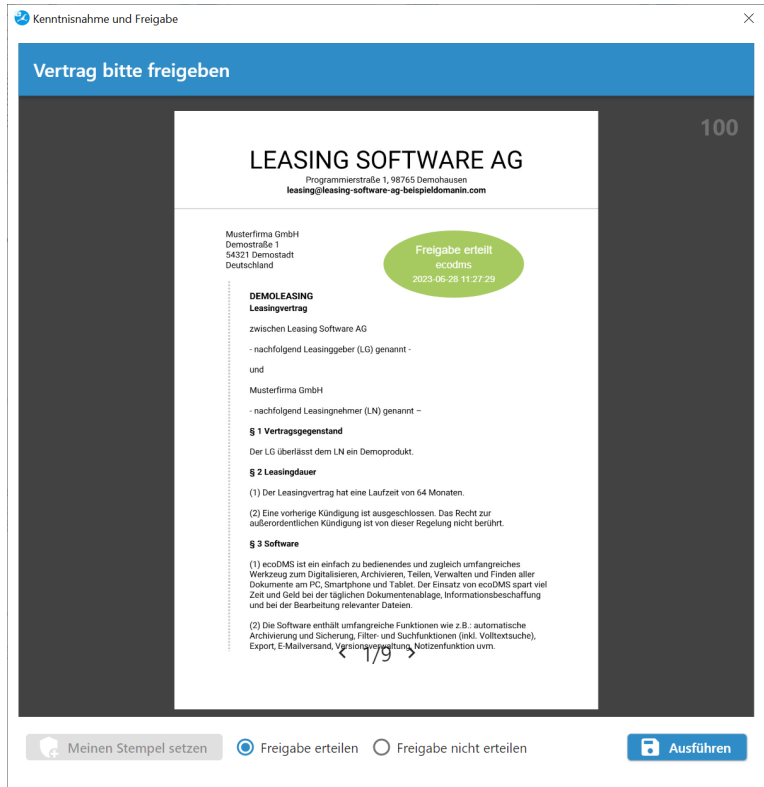 Kenntnisnahme und Freigabe
Vertrag bitte freigeben
100
LEASING SOFTWARE AG
Programmierstraße 1, 98765 Demohausen
leasing@leasing-software-ag-beispieldomanin.com
Musterfirma GmbH
Demostraße 1
54321 Demostadt
Deutschland
Freigabe erteilt
ecodms
2023-06-28 11:27:29
DEMOLEASING
Leasingvertrag
zwischen Leasing Software AG
- nachfolgend Leasinggeber (LG) genannt -
und
Musterfirma GmbH
- nachfolgend Leasingnehmer (LN) genannt –
§ 1 Vertragsgegenstand
Der LG überlässt dem LN ein Demoprodukt.
§ 2 Leasingdauer
(1) Der Leasingvertrag hat eine Laufzeit von 64 Monaten.
(2) Eine vorherige Kündigung ist ausgeschlossen. Das Recht zur
außerordentlichen Kündigung ist von dieser Regelung nicht berührt.
§ 3 Software
(1) ecoDMS ist ein einfach zu bedienendes und zugleich umfangreiches
Werkzeug zum Digitalisieren, Archivieren, Teilen, Verwalten und Finden aller
Dokumente am PC, Smartphone und Tablet. Der Einsatz von ecoDMS spart viel
Zeit und Geld bei der täglichen Dokumentenablage, Informationsbeschaffung
und bei der Bearbeitung relevanter Dateien.
(2) Die Software enthält umfangreiche Funktionen wie z.B.: automatische
Archivierung und Sicherung, Filter- und Suchfunktionen (inkl. Volltextsuche),
Export, E-Mailversand, Versionsverwaltung, Notizenfunktion uvm.
1/9
Meinen Stempel setzen
Freigabe erteilen
Freigabe nicht erteilen
Ausführen